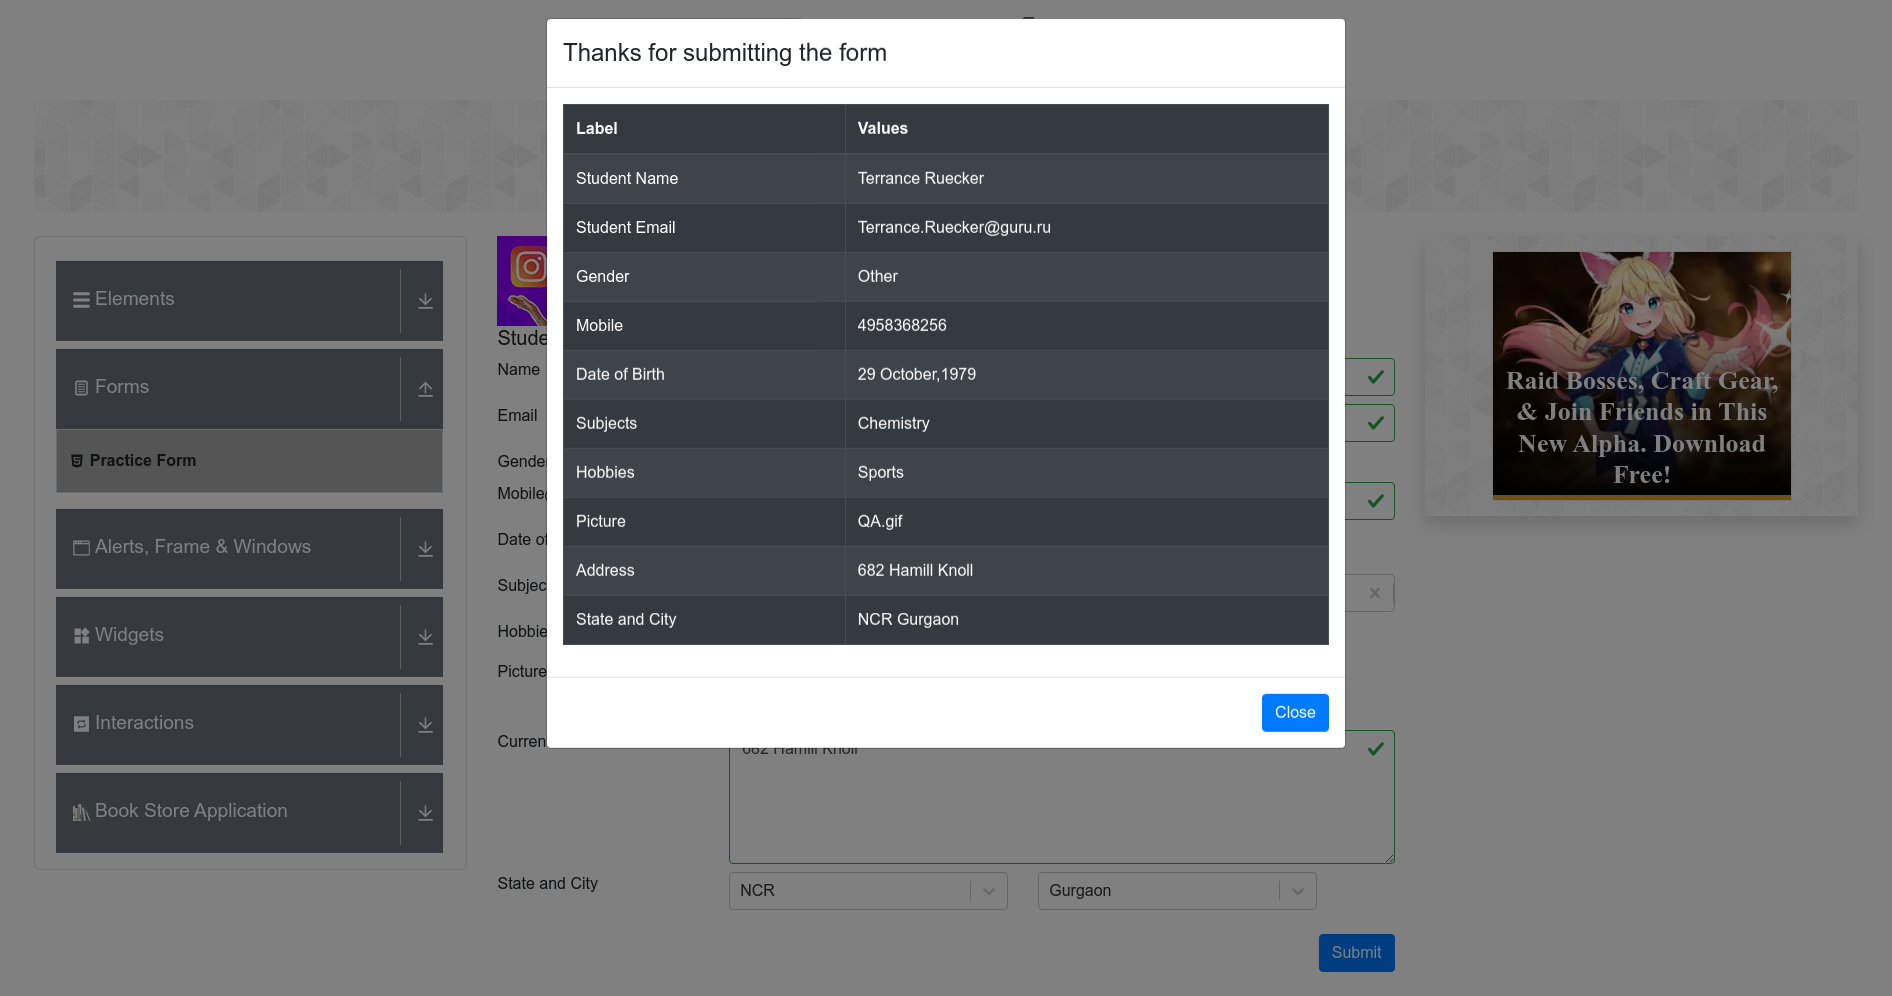 Thanks for submitting the form
Label Values
Student Name Terrance Ruecker
Student Email Terrance.Ruecker@guru.ru
Gender Other
Mobile 4958368256
Date of Birth 29 October,1979
Subjects Chemistry
Hobbies Sports
Picture QA.gif
Address 682 Hamill Knoll
State and City NCR Gurgaon
Close
Elements
Forms
Practice Form
Alerts, Frame & Windows
Widgets
Interactions
Book Store Application
Stude
Name
Email
Gender
Mobile(
Date of
Subjec
Hobbie
Picture
Curren
682 Hamill Knoll
State and City NCR Gurgaon
Submit
Raid Bosses, Craft Gear,
& Join Friends in This
New Alpha. Download
Free!